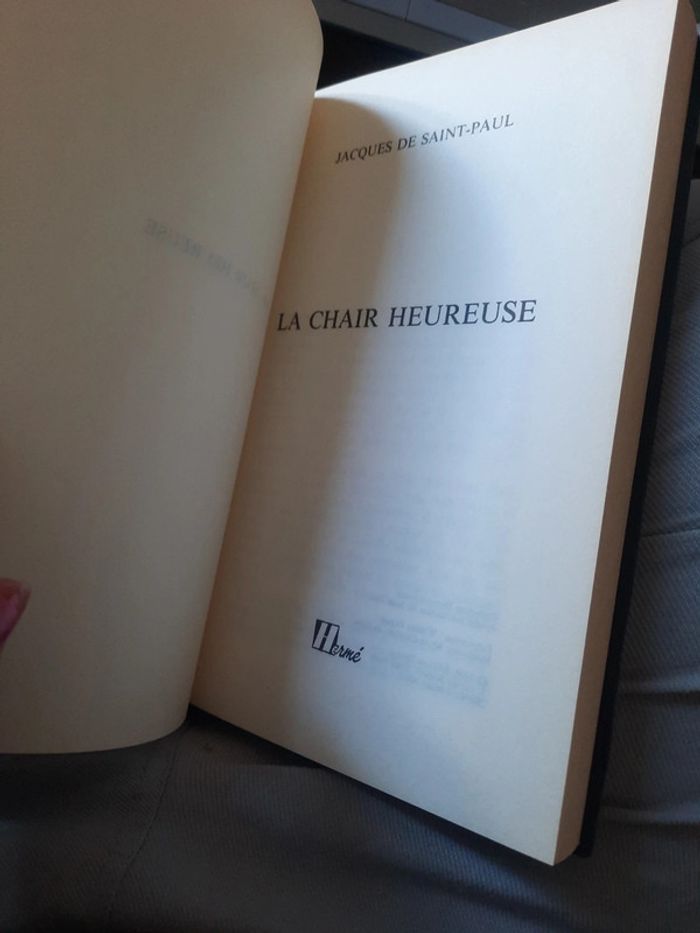 JACQUES DE SAINT-PAUL
LA CHAIR HEUREUSE
Hermé